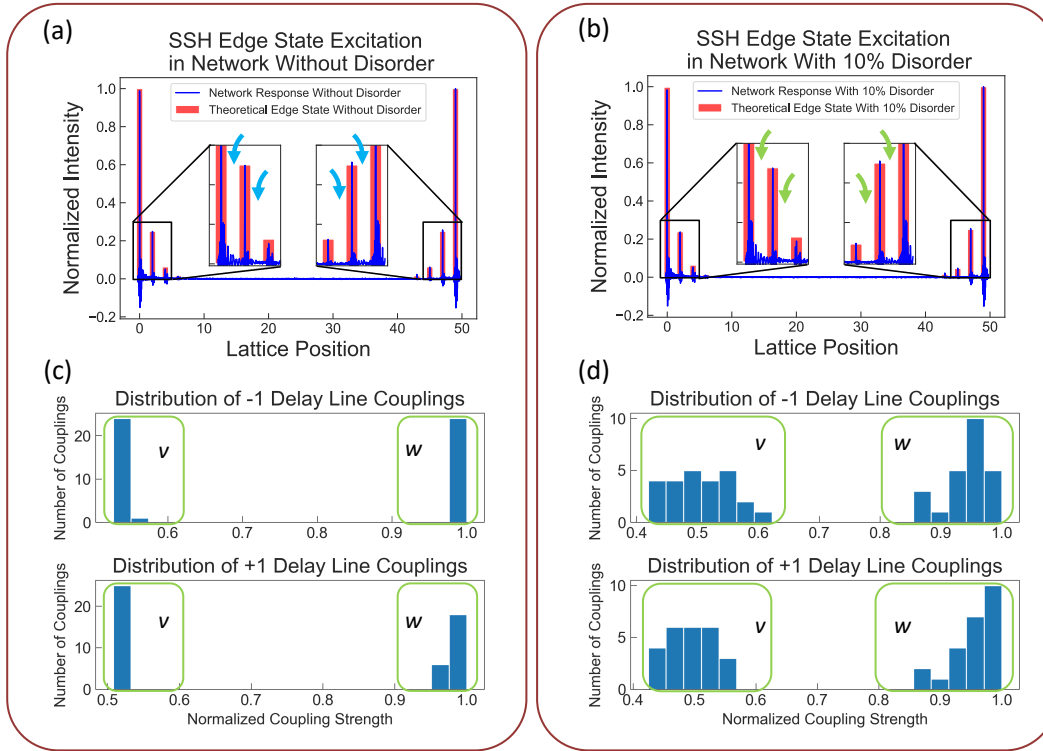 (a)
SSH Edge State Excitation
in Network Without Disorder
Network Response Without Disorder
Theoretical Edge State Without Disorder
Normalized Intensity
1.0
0.8
0.6
0.4
0.2
0.0
−0.2
0 10 20 30 40 50
Lattice Position
(b)
SSH Edge State Excitation
in Network With 10% Disorder
Network Response With 10% Disorder
Theoretical Edge State With 10% Disorder
Normalized Intensity
1.0
0.8
0.6
0.4
0.2
0.0
−0.2
0 10 20 30 40 50
Lattice Position
(c)
Distribution of -1 Delay Line Couplings
Number of Couplings
20
10
0
v
w
0.5 0.6 0.7 0.8 0.9 1.0
Distribution of +1 Delay Line Couplings
Number of Couplings
20
10
0
v
w
0.5 0.6 0.7 0.8 0.9 1.0
Normalized Coupling Strength
(d)
Distribution of -1 Delay Line Couplings
Number of Couplings
10
5
0
v
w
0.4 0.5 0.6 0.7 0.8 0.9 1.0
Distribution of +1 Delay Line Couplings
Number of Couplings
10
5
0
v
w
0.4 0.5 0.6 0.7 0.8 0.9 1.0
Normalized Coupling Strength